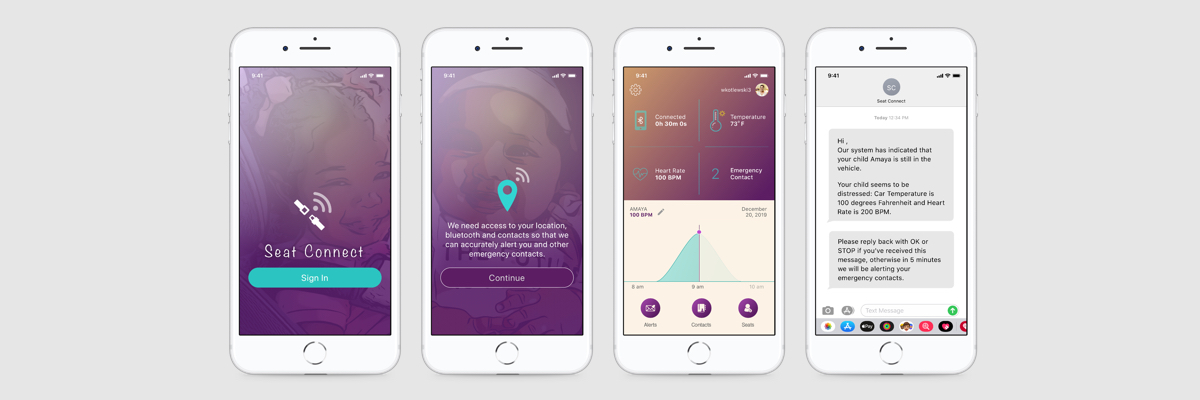 9:41
Seat Connect
Sign In
9:41
We need access to your location,
bluetooth and contacts so that we
can accurately alert you and other
emergency contacts.
Continue
9:41
wkotlewski3
Connected
0h 30m 0s
Temperature
73°F
Heart Rate
100 BPM
2
Emergency
Contact
AMAYA
100 BPM
December
20, 2019
8 am
9 am
10 am
Alerts
Contacts
Seats
9:41
SC
Seat Connect
Today 12:34 PM
Hi ,
Our system has indicated that
your child Amaya is still in the
vehicle.
Your child seems to be
distressed: Car Temperature is
100 degrees Fahrenheit and Heart
Rate is 200 BPM.
Please reply back with OK or
STOP if you've received this
message, otherwise in 5 minutes
we will be alerting your
emergency contacts.
Text Message
Pay